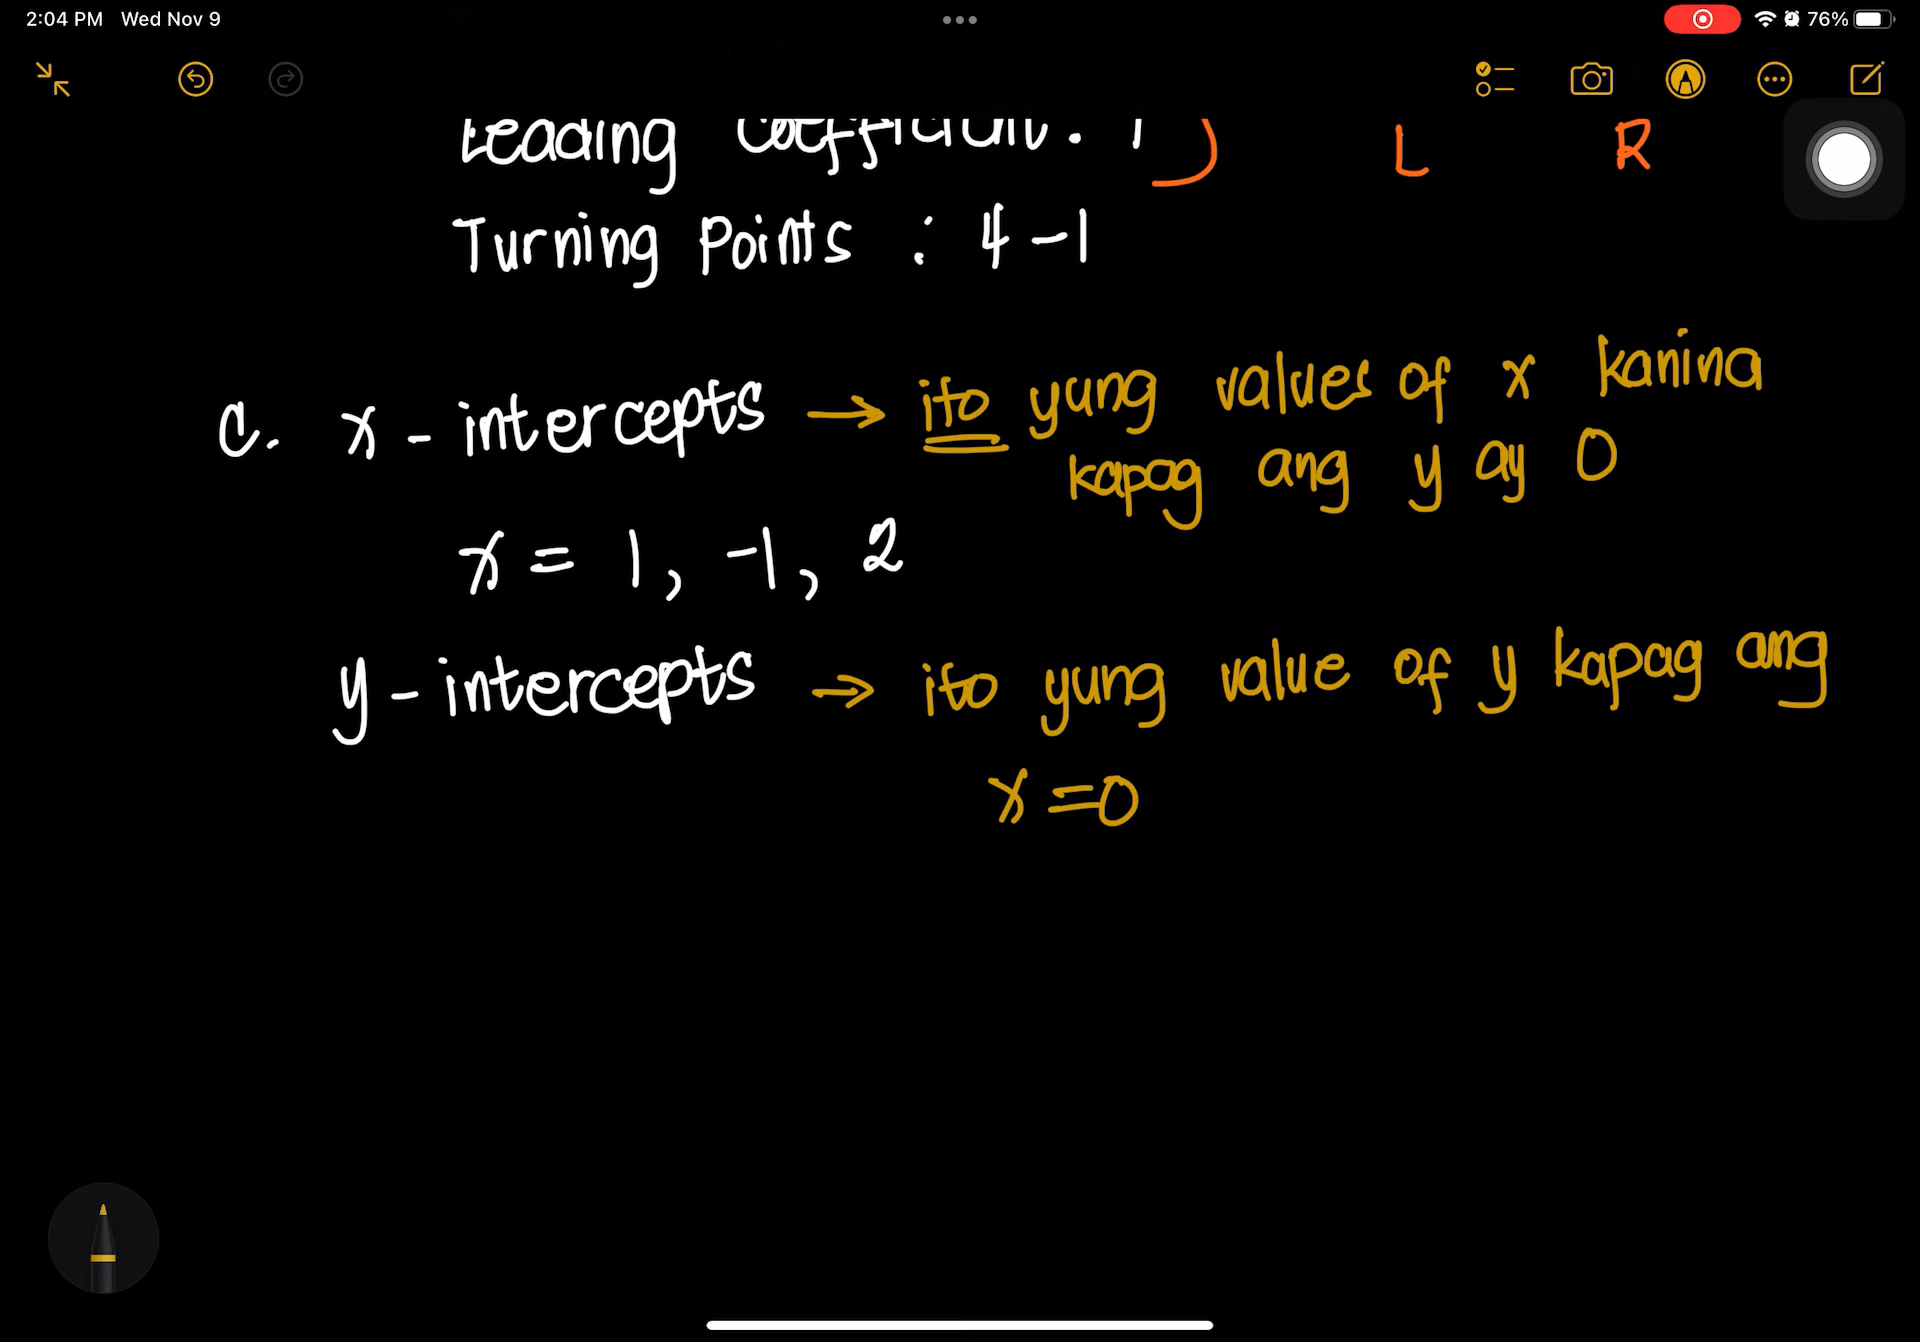 2:04 PM Wed Nov 9
76%
Leading Coefficient: 1
L R
Turning Points : 4-1
c. x - intercepts → ito yung values of x kanina
kapag ang y ay 0
x = 1, -1, 2
y - intercepts → ito yung value of y kapag ang
x = 0